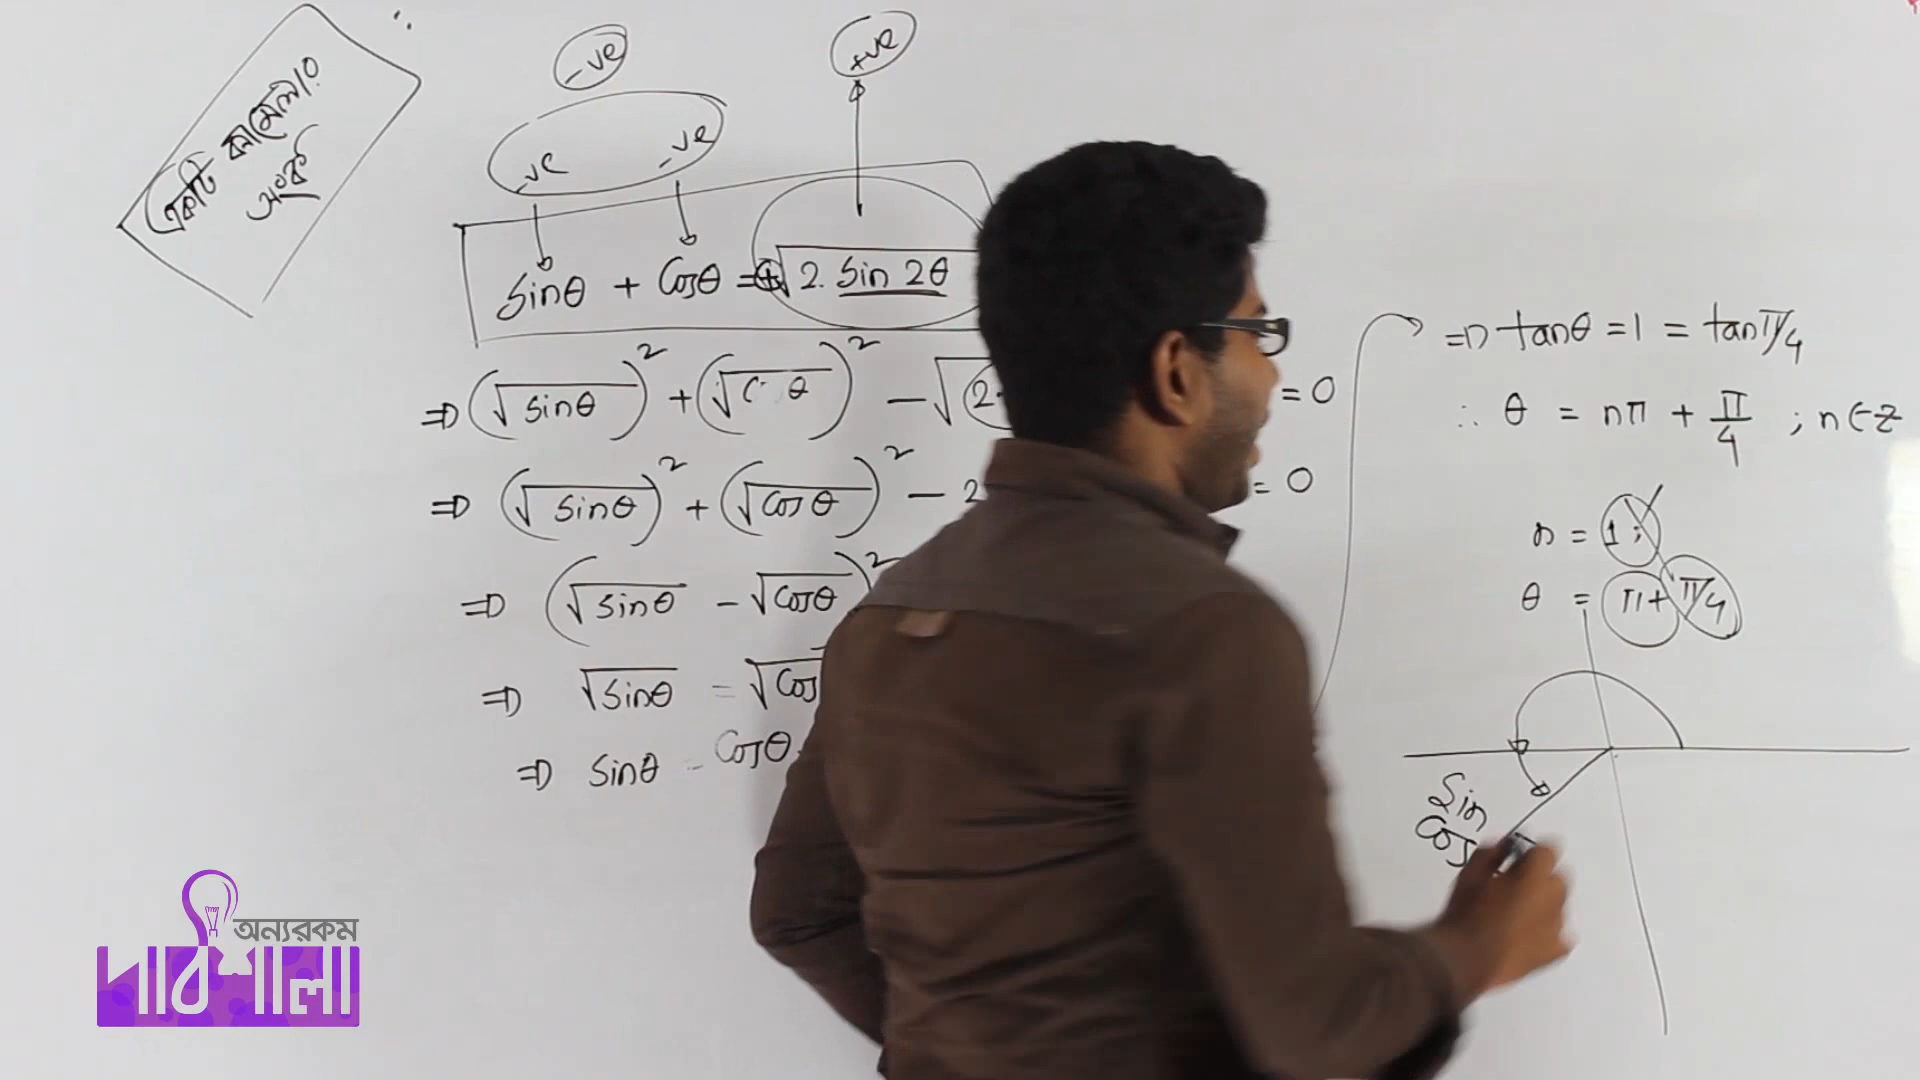 একটি ঝামেলা?
সংর্ক
-ve
+ve
-ve -ve
Sinθ + Cosθ = +√2. Sin 2θ
⇒ (√Sinθ)² + (√C θ)² - √(2. = 0
⇒ (√Sinθ)² + (√Cosθ)² - 2 = 0
⇒ (√Sinθ - √Cosθ)²
⇒ √Sinθ = √Cos
⇒ Sinθ = Cosθ
⇒ tanθ = 1 = tan π/4
∴ θ = nπ + π/4 ; n ∈ Z
n = 1;
θ = π + π/4
Sin
Cos
অন্যরকম
পাঠশালা